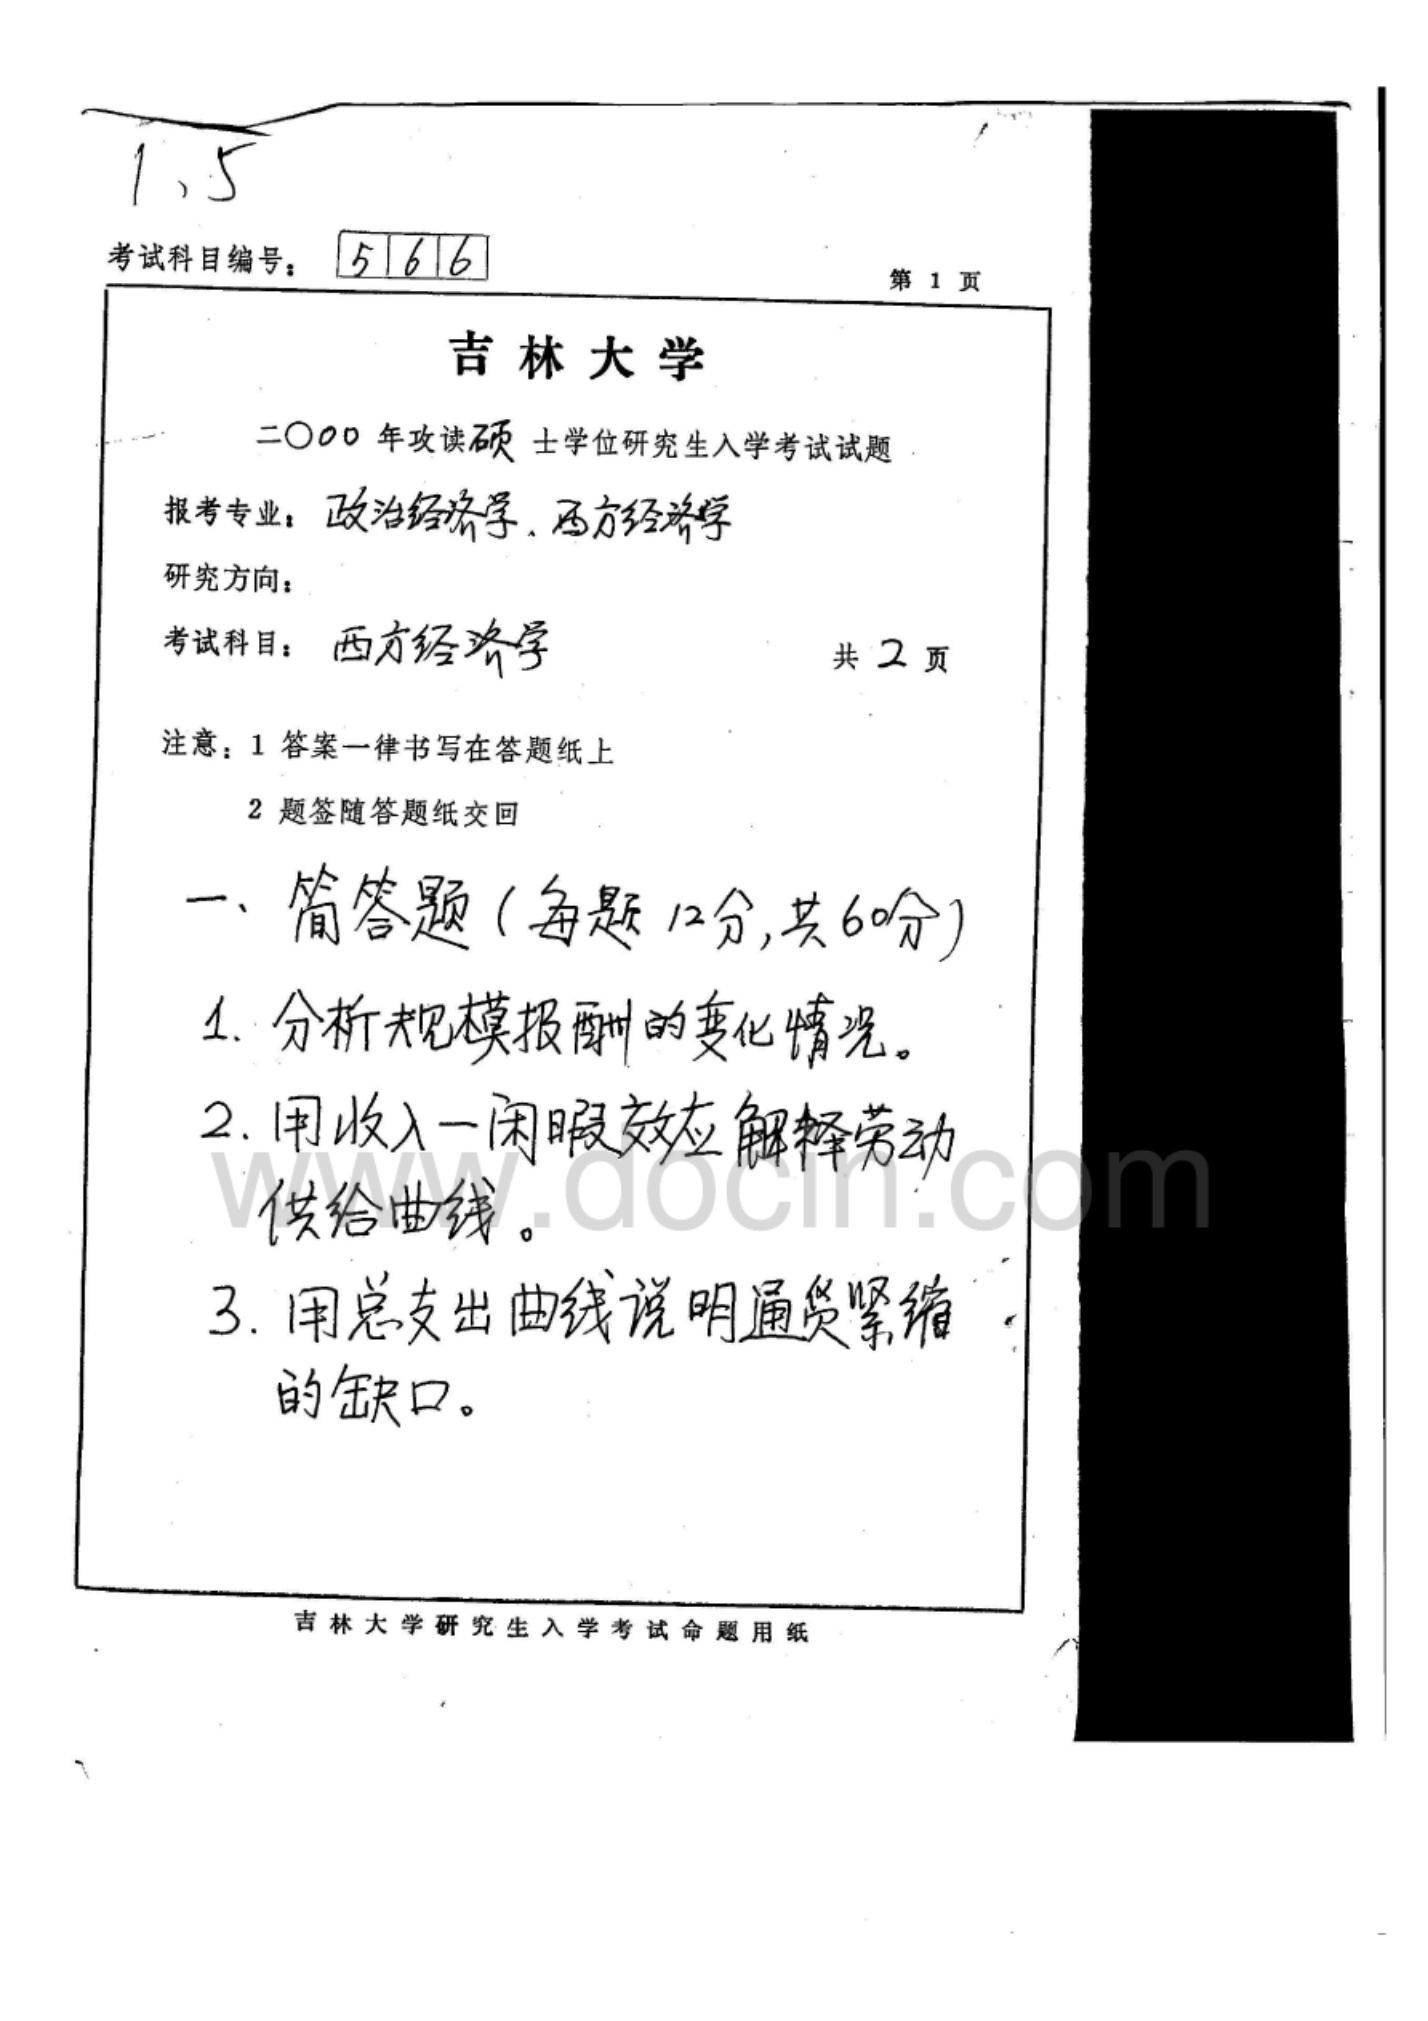 1、5
考试科目编号：566
第 1 页
吉林大学
二〇00年攻读硕士学位研究生入学考试试题
报考专业：政治经济学、西方经济学
研究方向：
考试科目：西方经济学
共 2 页
注意：1 答案一律书写在答题纸上
2 题签随答题纸交回
一、简答题（每题12分,共60分）
1. 分析规模报酬的变化情况。
2. 用收入—闲暇效应解释劳动
供给曲线。
www.docin.com
3. 用总支出曲线说明通货紧缩
的缺口。
吉林大学研究生入学考试命题用纸